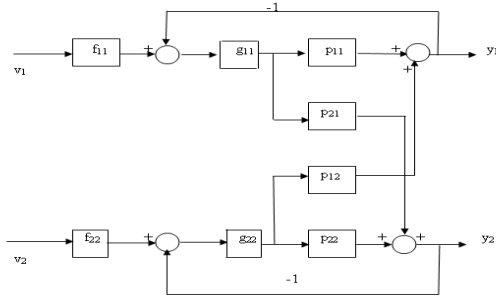 -1
f11 + g11 p11 + y1
v1 +
p21
p12
f22 + g22 p22 + + y2
v2
-1